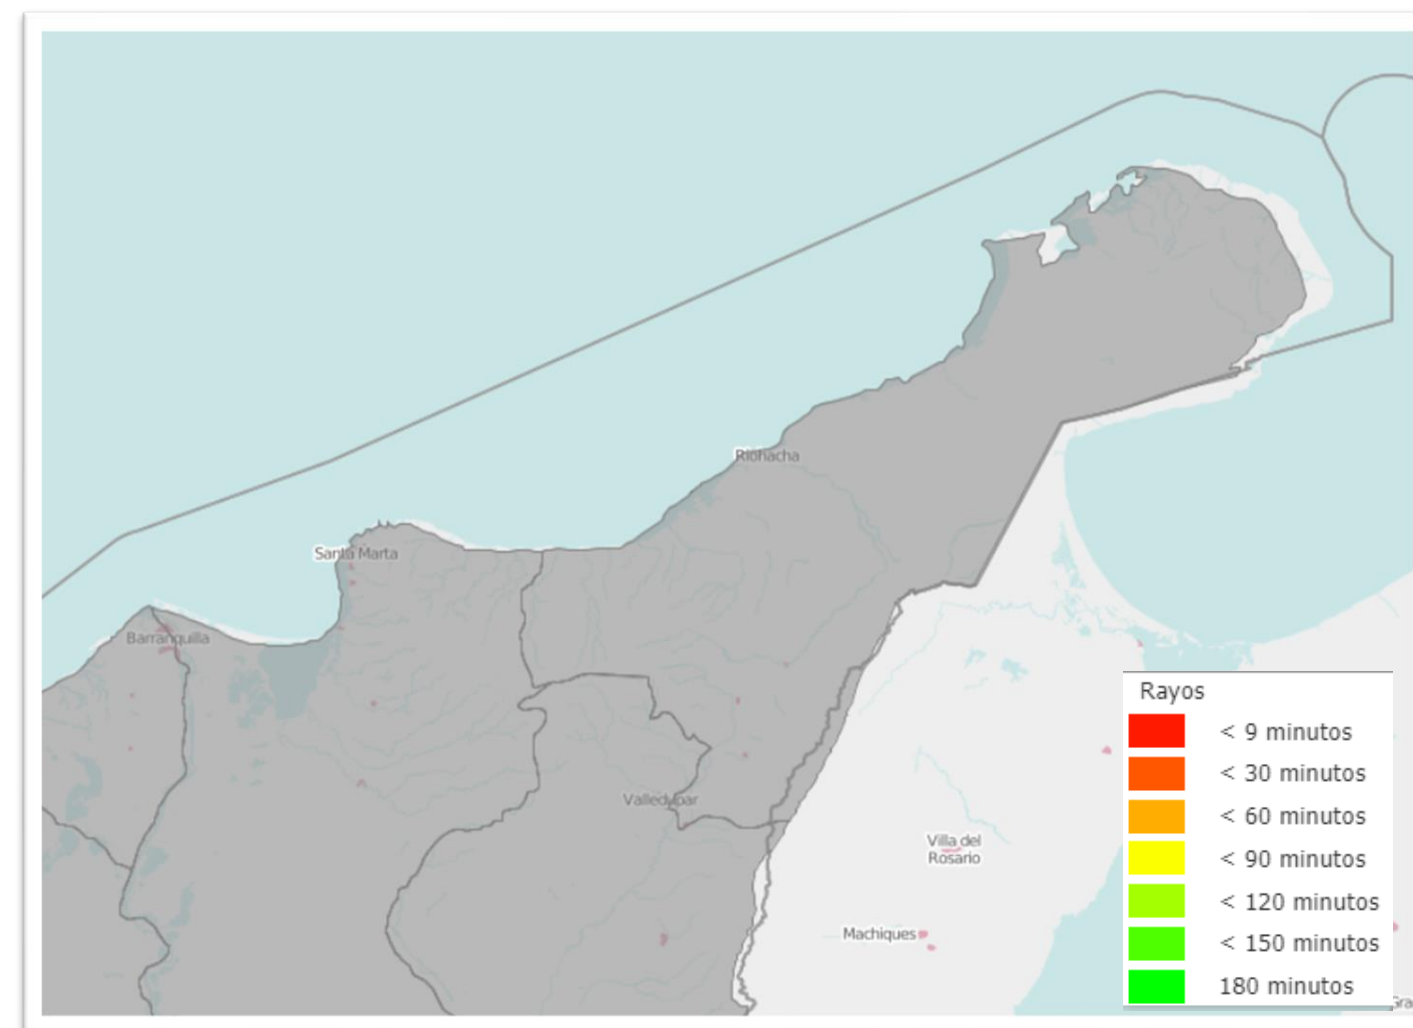 Riohacha
Santa Marta
Barranquilla
Valledupar
Villa del
Rosario
Machiques
Rayos
< 9 minutos
< 30 minutos
< 60 minutos
< 90 minutos
< 120 minutos
< 150 minutos
180 minutos